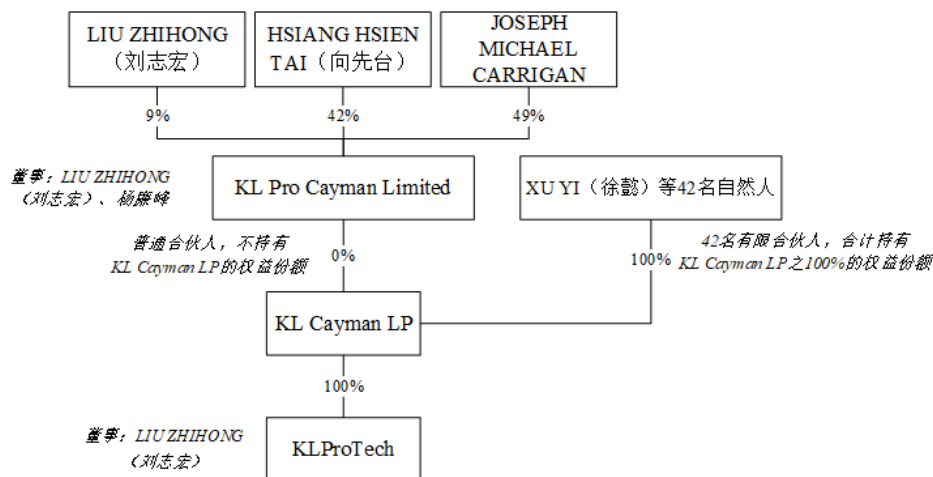 LIU ZHIHONG
（刘志宏）
HSIANG HSIEN
TAI（向先台）
JOSEPH
MICHAEL
CARRIGAN
9%
42%
49%
董事：LIU ZHIHONG
（刘志宏）、杨廉峰
KL Pro Cayman Limited
XU YI（徐懿）等42名自然人
普通合伙人，不持有
KL Cayman LP的权益份额
0%
100%
42名有限合伙人，合计持有
KL Cayman LP之100%的权益份额
KL Cayman LP
100%
董事：LIU ZHIHONG
（刘志宏）
KLProTech